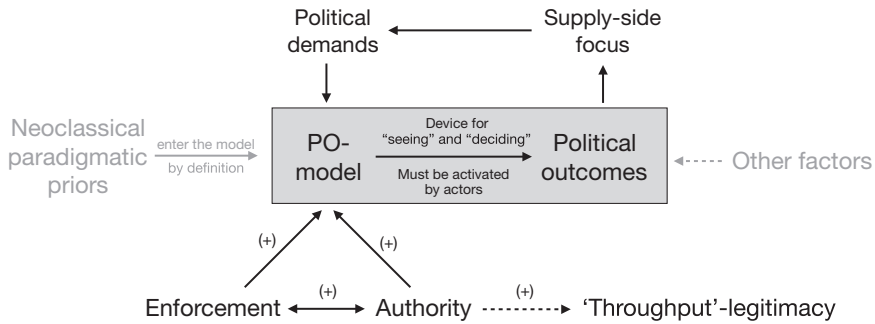 Political
demands
Supply-side
focus
Neoclassical
paradigmatic
priors
enter the model
by definition
PO-
model
Device for
“seeing” and “deciding”
Must be activated
by actors
Political
outcomes
Other factors
(+)
(+)
Enforcement
(+)
Authority
(+)
‘Throughput’-legitimacy